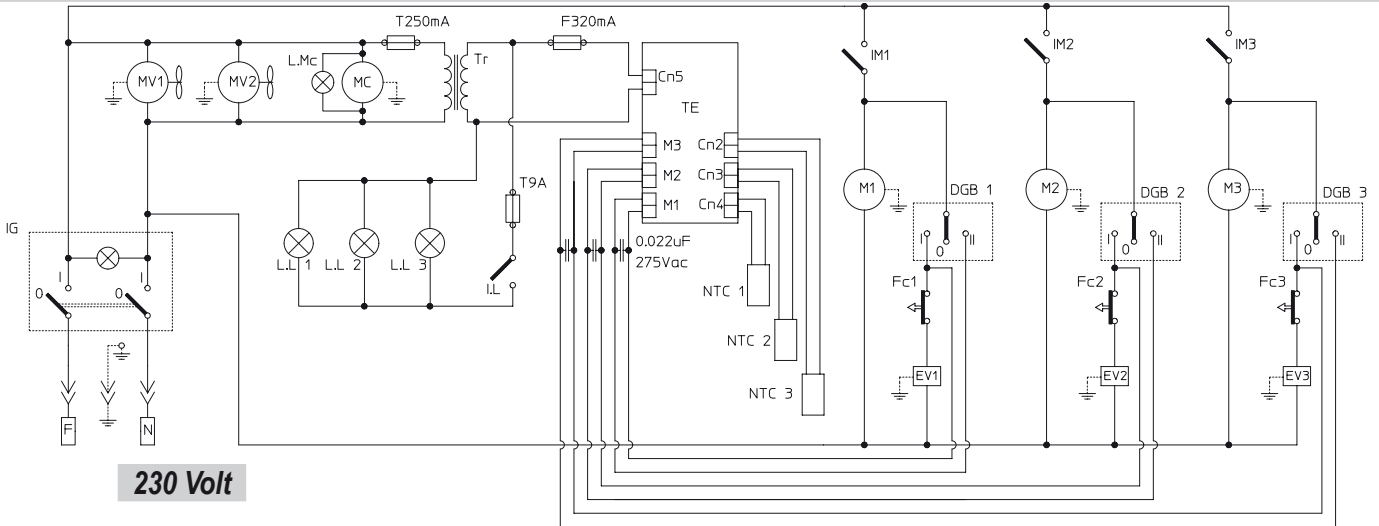 T250mA
F320mA
IM1
IM2
IM3
L.Mc
Tr
MV1
MV2
MC
Cn5
TE
M3
Cn2
M2
Cn3
M1
Cn4
T9A
M1
M2
M3
DGB 1
DGB 2
DGB 3
IG
I
0
II
I
0
II
I
0
II
0.022uF
275Vac
L.L 1
L.L 2
L.L 3
I.L
I
I
0
0
NTC 1
NTC 2
NTC 3
Fc1
Fc2
Fc3
EV1
EV2
EV3
F
N
230 Volt